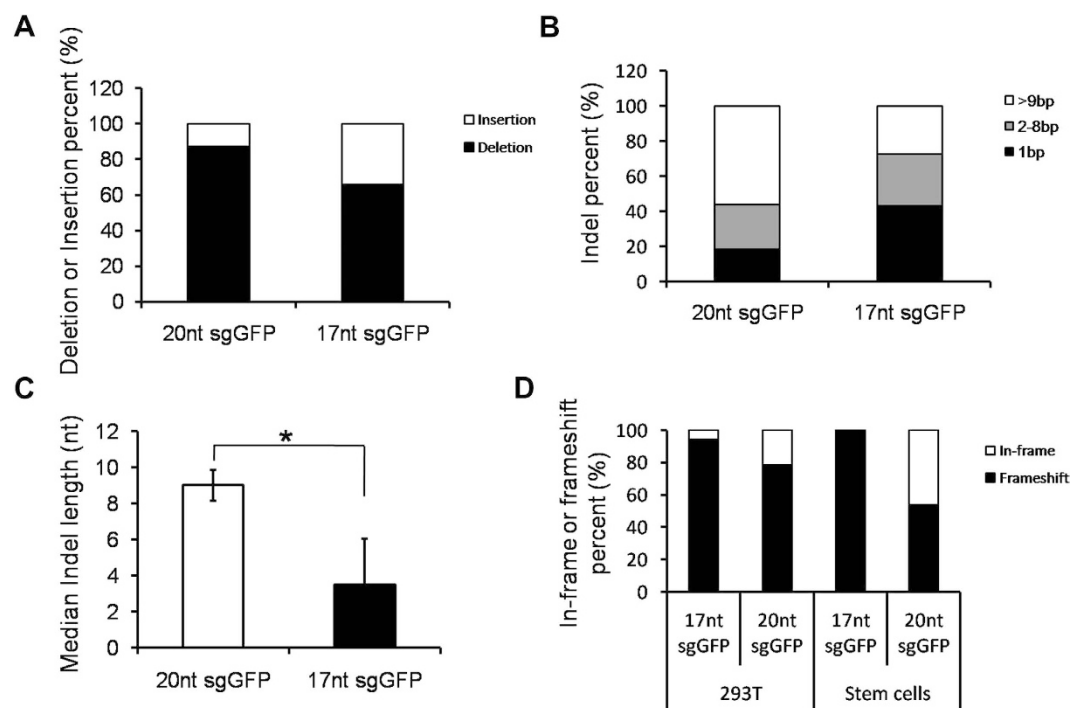 A
Deletion or Insertion percent (%)
120
100
80
60
40
20
0
20nt sgGFP
17nt sgGFP
Insertion
Deletion
B
Indel percent (%)
120
100
80
60
40
20
0
20nt sgGFP
17nt sgGFP
>9bp
2-8bp
1bp
C
Median Indel length (nt)
12
10
8
6
4
2
0
*
20nt sgGFP
17nt sgGFP
D
In-frame or frameshift
percent (%)
100
80
60
40
20
0
17nt
sgGFP
20nt
sgGFP
17nt
sgGFP
20nt
sgGFP
293T
Stem cells
In-frame
Frameshift